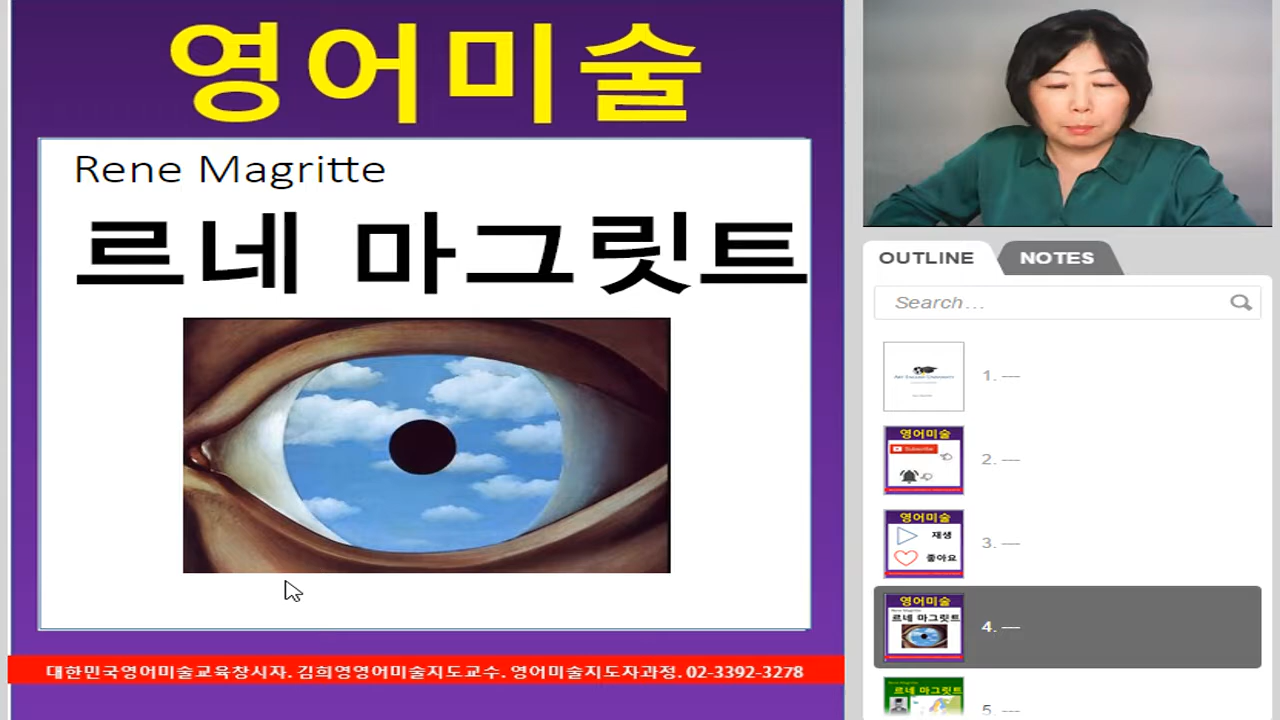 영어미술
Rene Magritte
르네 마그릿트
대한민국영어미술교육창시자. 김희영영어미술지도교수. 영어미술지도자과정. 02-3392-3278
OUTLINE
NOTES
Search...
1. —
영어미술
Subscribe
2. —
영어미술
재생
좋아요
3. —
영어미술
Rene Magritte
르네 마그릿트
4. —
르네 마그릿트
5. —